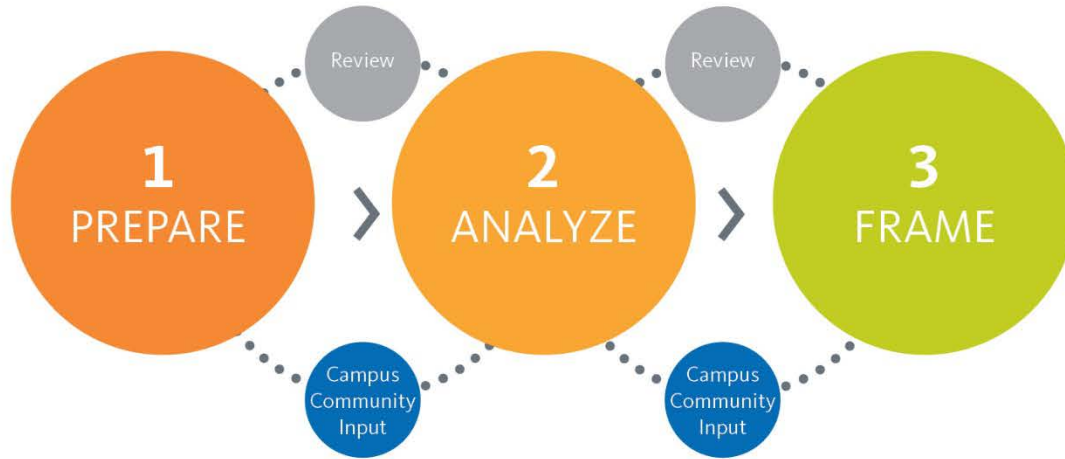 Review
Review
1
PREPARE
2
ANALYZE
3
FRAME
Campus
Community
Input
Campus
Community
Input